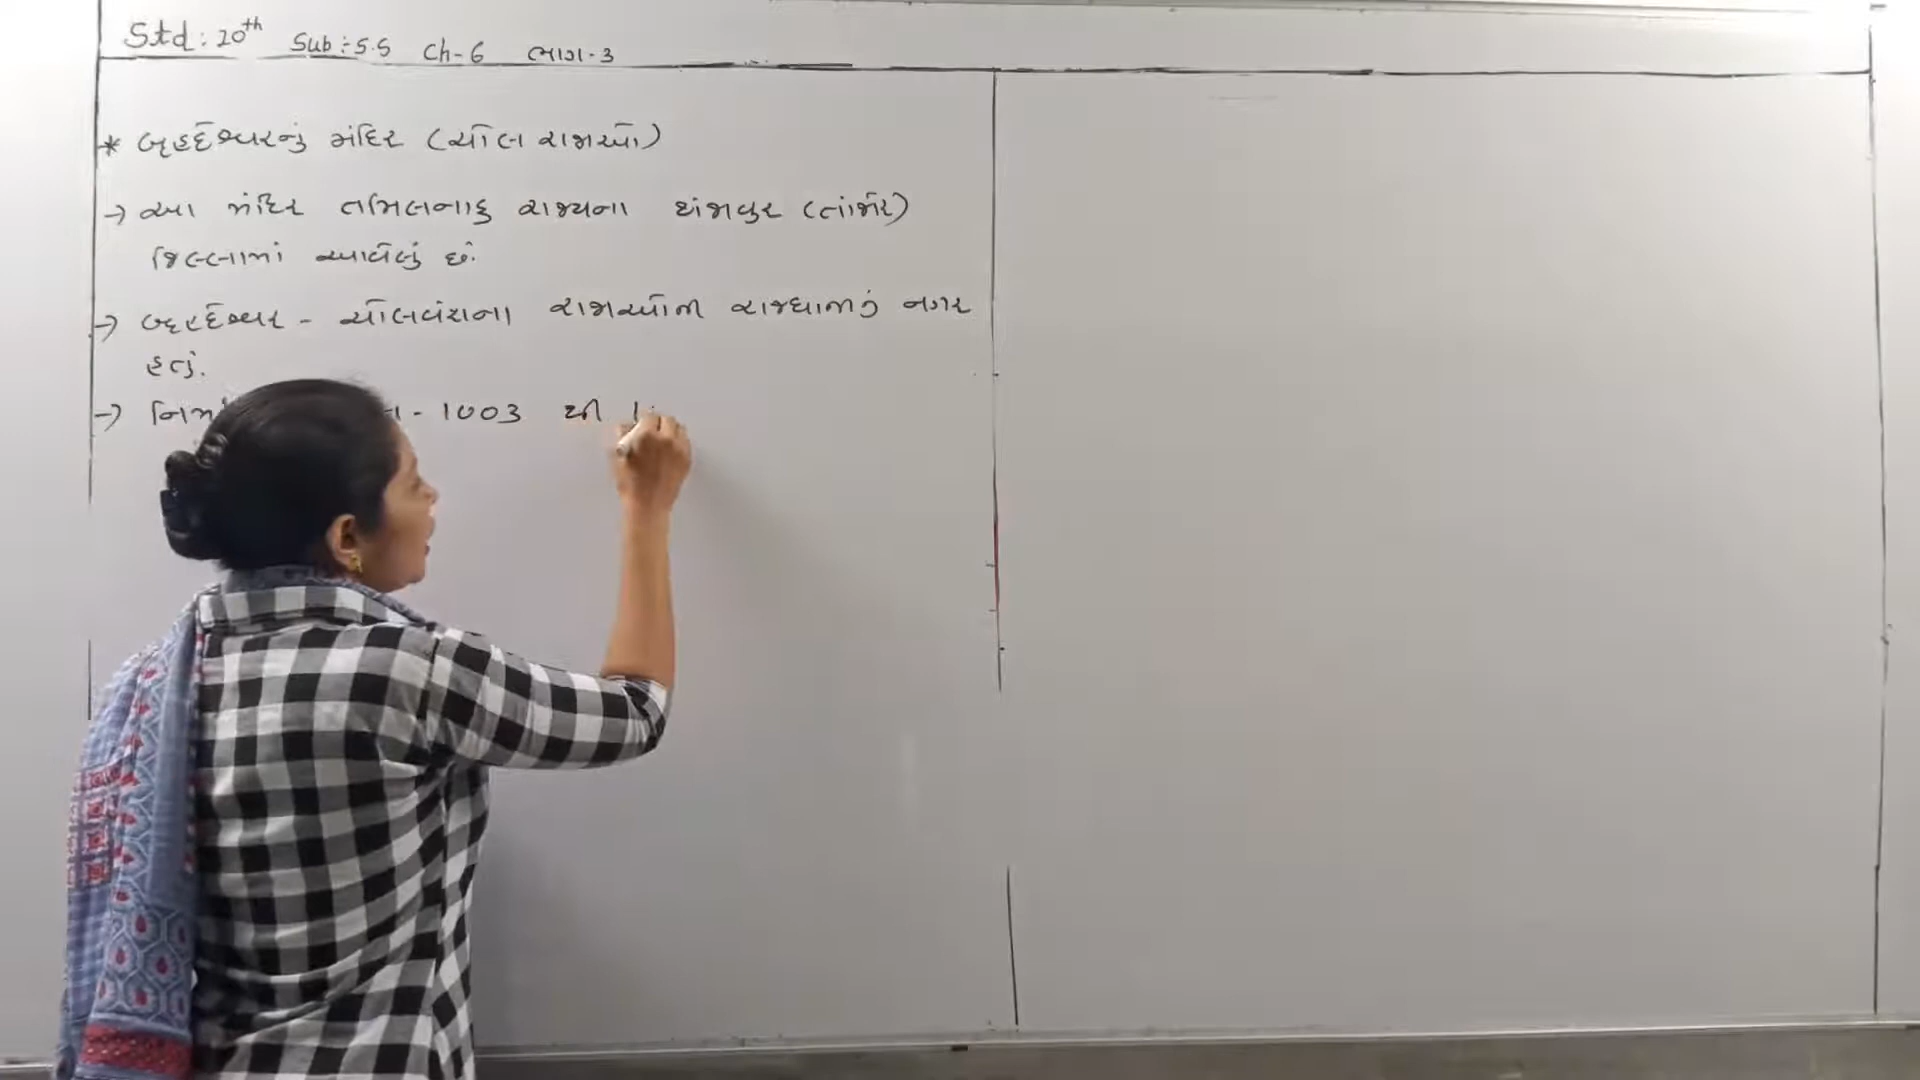 Std: 10th Sub:- S.S Ch-6 ભાગ-3
* બૃહદેશ્વરનું મંદિર (ચોલ રાજાઓ)
→ આ મંદિર તમિલનાડુ રાજ્યના થંજાવુર (તાંજોર)
જિલ્લામાં આવેલું છે.
→ બૃહદેશ્વર - ચોલવંશના રાજાઓની રાજધાનીનું નગર
હતું.
→ - 1003 થી